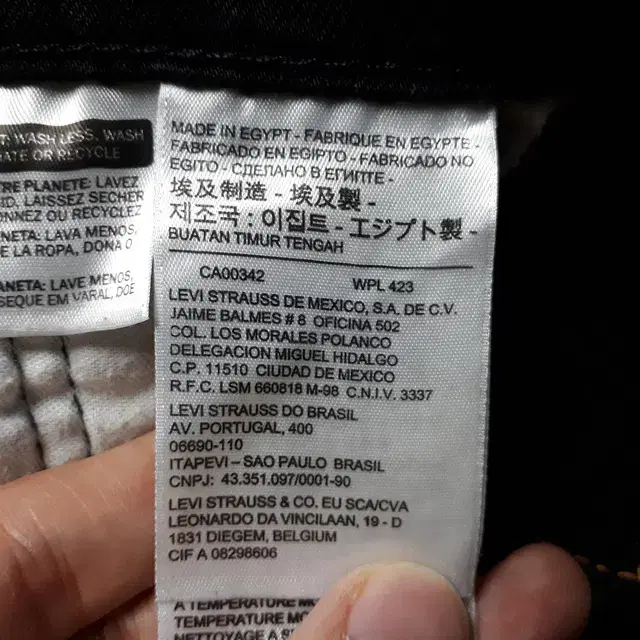 WASH LESS, WASH
ATE OR RECYCLE
TRE PLANETE: LAVEZ
ID. LAISSEZ SECHER
ONNEZ OU RECYCLEZ
NETA: LAVA MENOS,
E LA ROPA, DONA O
ANETA: LAVE MENOS,
SEQUE EM VARAL, DOE
MADE IN EGYPT - FABRIQUE EN EGYPTE -
FABRICADO EN EGIPTO - FABRICADO NO
EGITO - СДЕЛАНО В ЕГИПТЕ -
埃及制造 - 埃及製 -
제조국 : 이집트 - エジプト製 -
BUATAN TIMUR TENGAH
CA00342 WPL 423
LEVI STRAUSS DE MEXICO, S.A. DE C.V.
JAIME BALMES # 8 OFICINA 502
COL. LOS MORALES POLANCO
DELEGACION MIGUEL HIDALGO
C.P. 11510 CIUDAD DE MEXICO
R.F.C. LSM 660818 M-98 C.N.I.V. 3337
LEVI STRAUSS DO BRASIL
AV. PORTUGAL, 400
06690-110
ITAPEVI – SAO PAULO BRASIL
CNPJ: 43.351.097/0001-90
LEVI STRAUSS & CO. EU SCA/CVA
LEONARDO DA VINCILAAN, 19 - D
1831 DIEGEM, BELGIUM
CIF A 08298606
A TEMPERATURE
TEMPERATURE
NETTOYAGE A